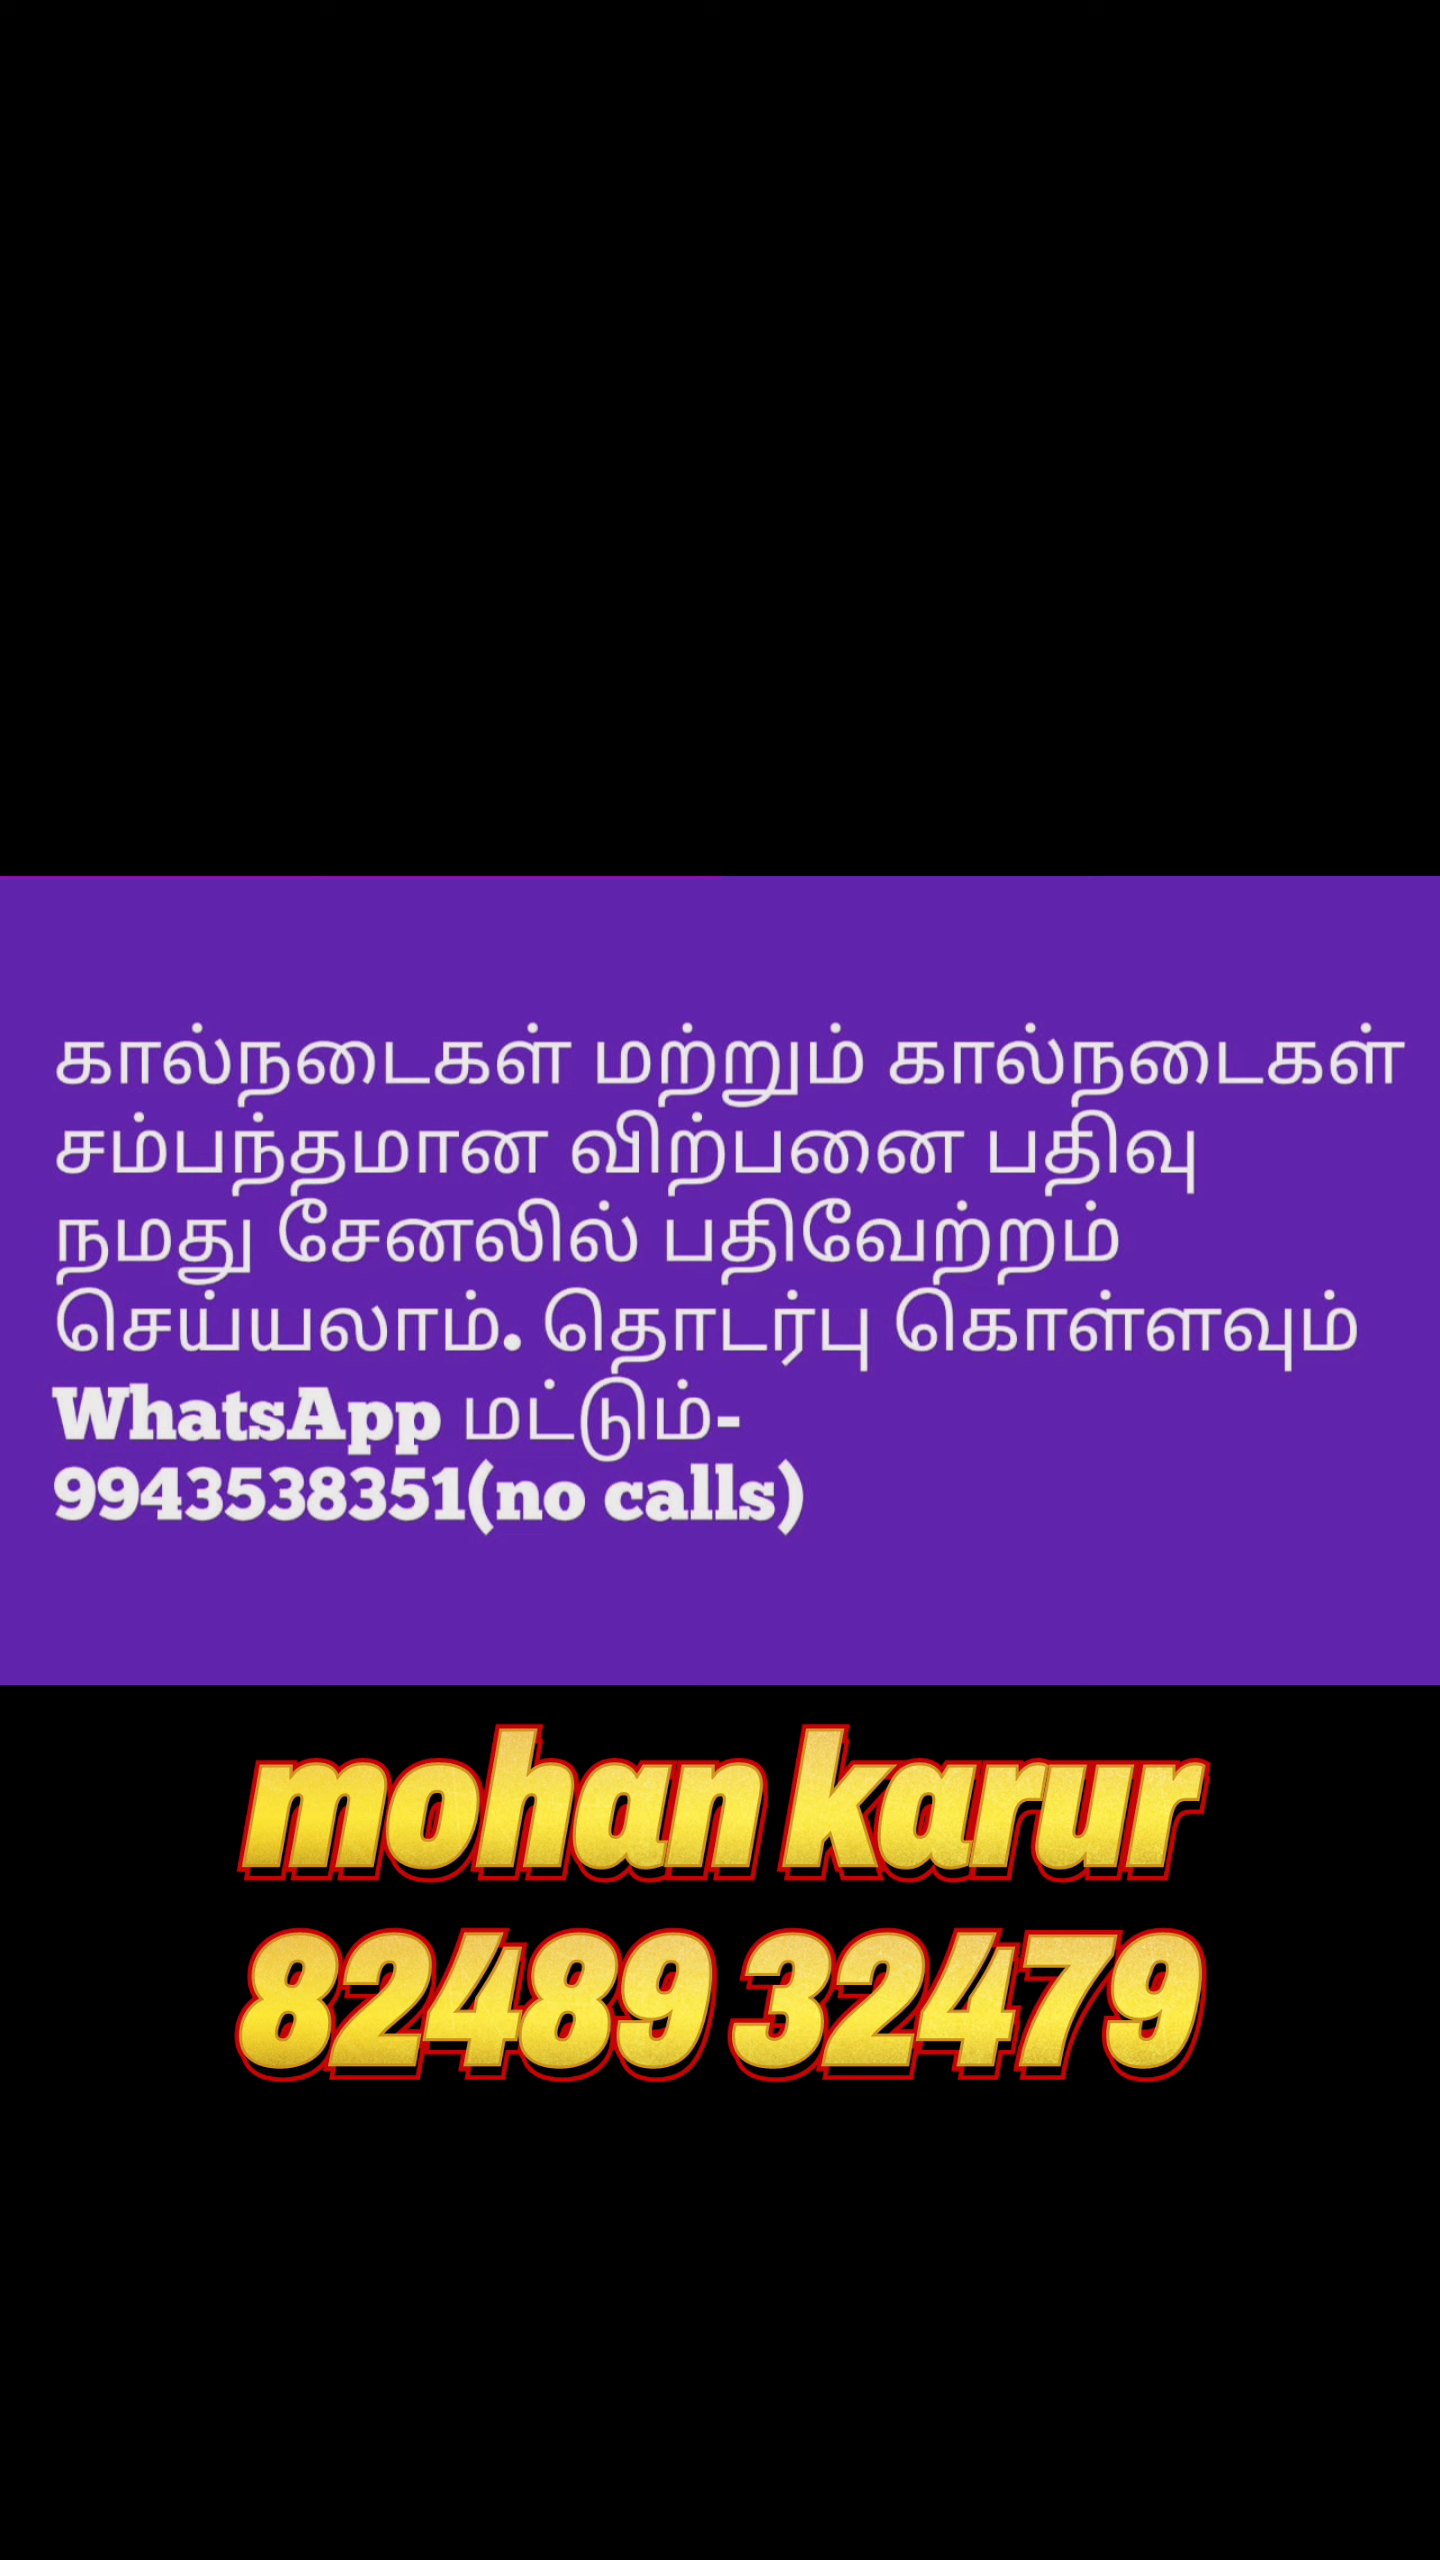 கால்நடைகள் மற்றும் கால்நடைகள்
சம்பந்தமான விற்பனை பதிவு
நமது சேனலில் பதிவேற்றம்
செய்யலாம். தொடர்பு கொள்ளவும்
WhatsApp மட்டும்-
9943538351(no calls)
mohan karur
82489 32479